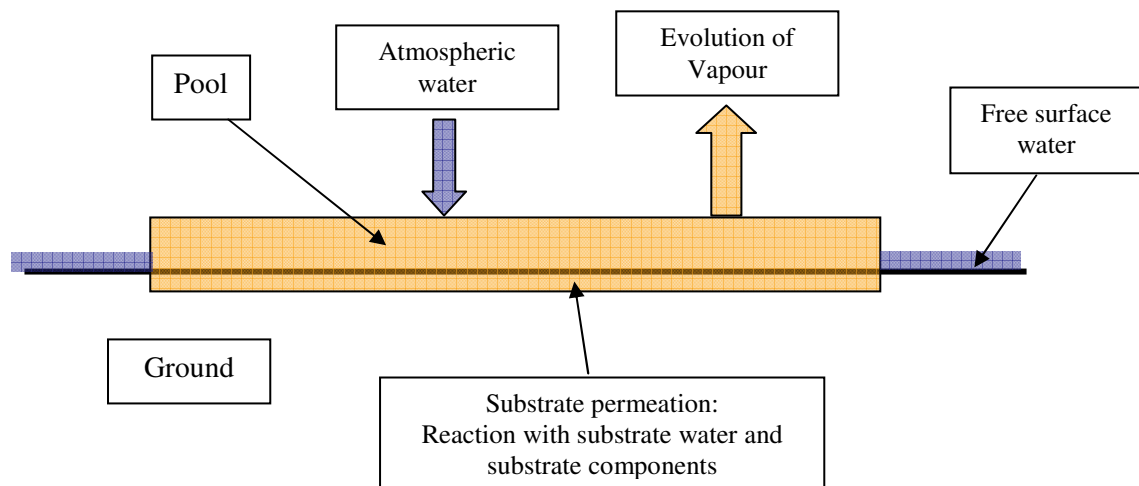 Atmospheric
water
Evolution of
Vapour
Pool
Free surface
water
Ground
Substrate permeation:
Reaction with substrate water and
substrate components